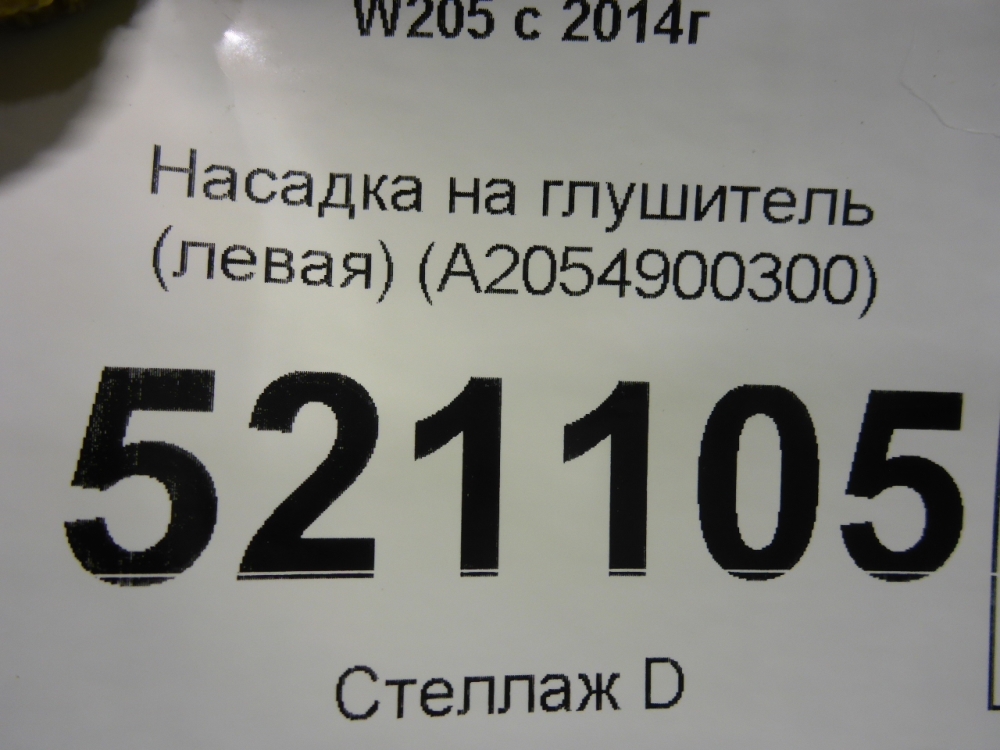 W205 с 2014г
Насадка на глушитель
(левая) (A2054900300)
521105
Стеллаж D